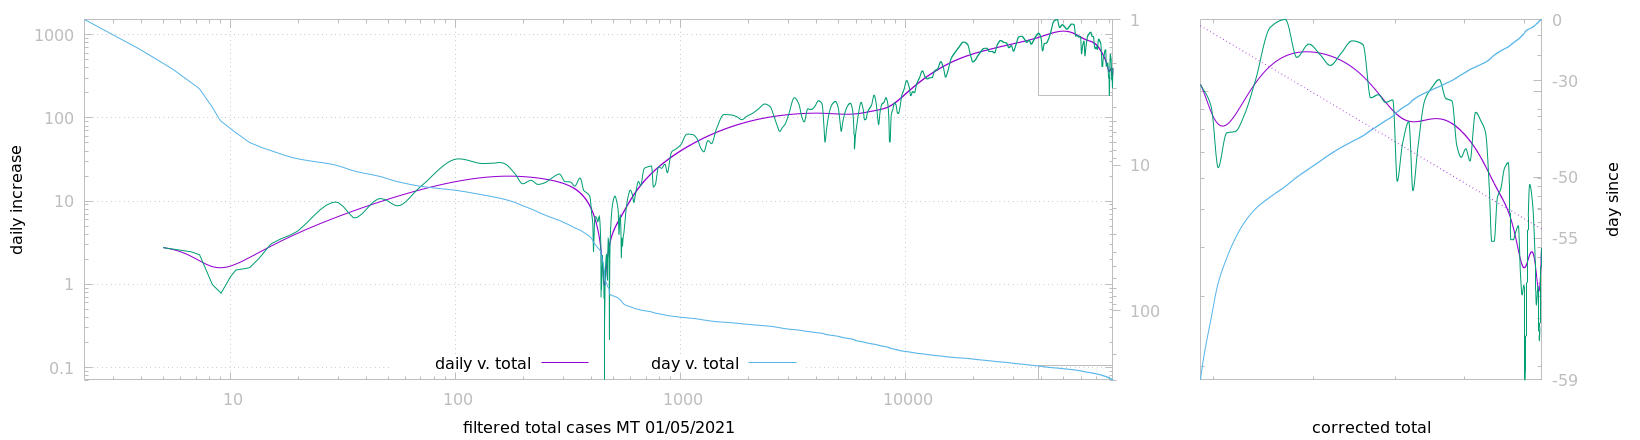 daily increase
1000
100
10
1
0.1
10
100
1000
10000
filtered total cases MT 01/05/2021
daily v. total
day v. total
1
10
100
0
-30
-50
-55
-59
day since
corrected total